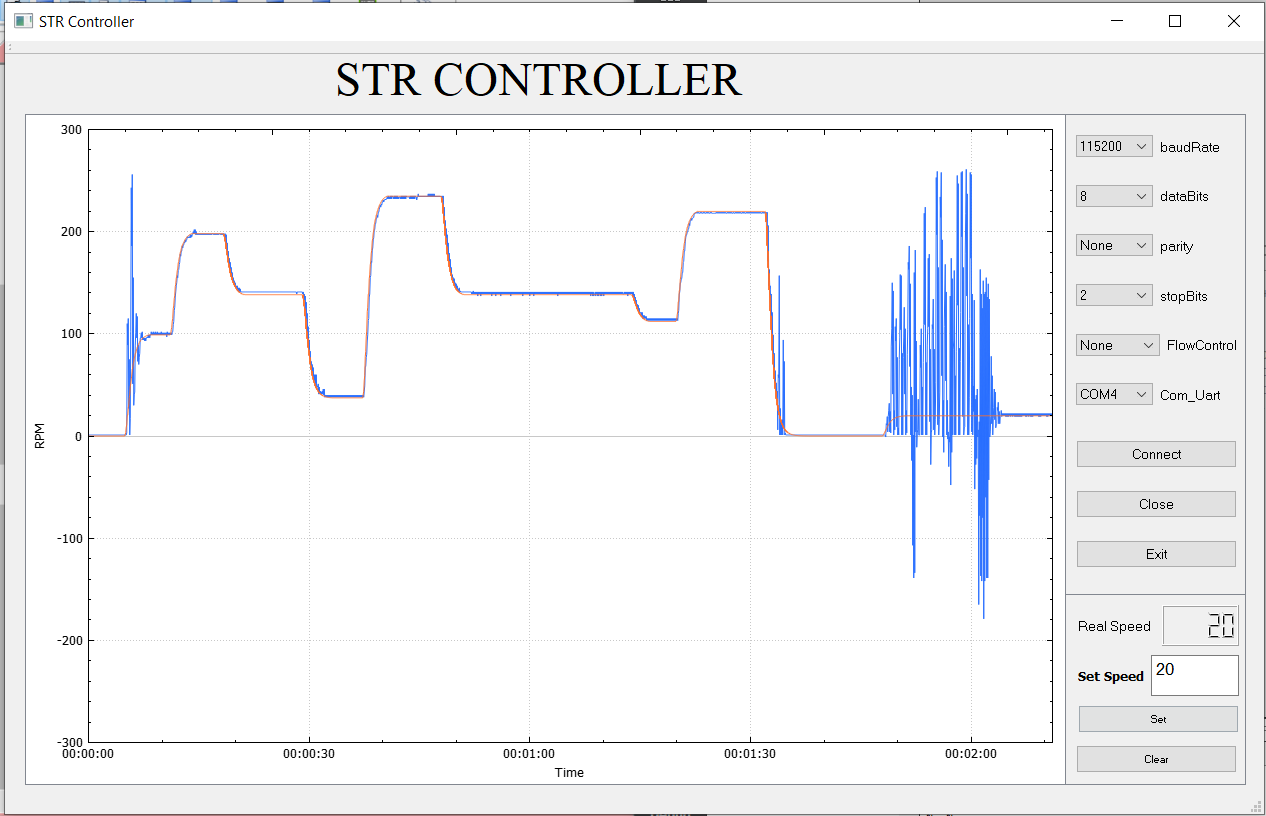 STR Controller
STR CONTROLLER
300
200
100
0
-100
-200
-300
RPM
00:00:00
00:00:30
00:01:00
00:01:30
00:02:00
Time
115200 baudRate
8 dataBits
None parity
2 stopBits
None FlowControl
COM4 Com_Uart
Connect
Close
Exit
Real Speed 20
Set Speed 20
Set
Clear